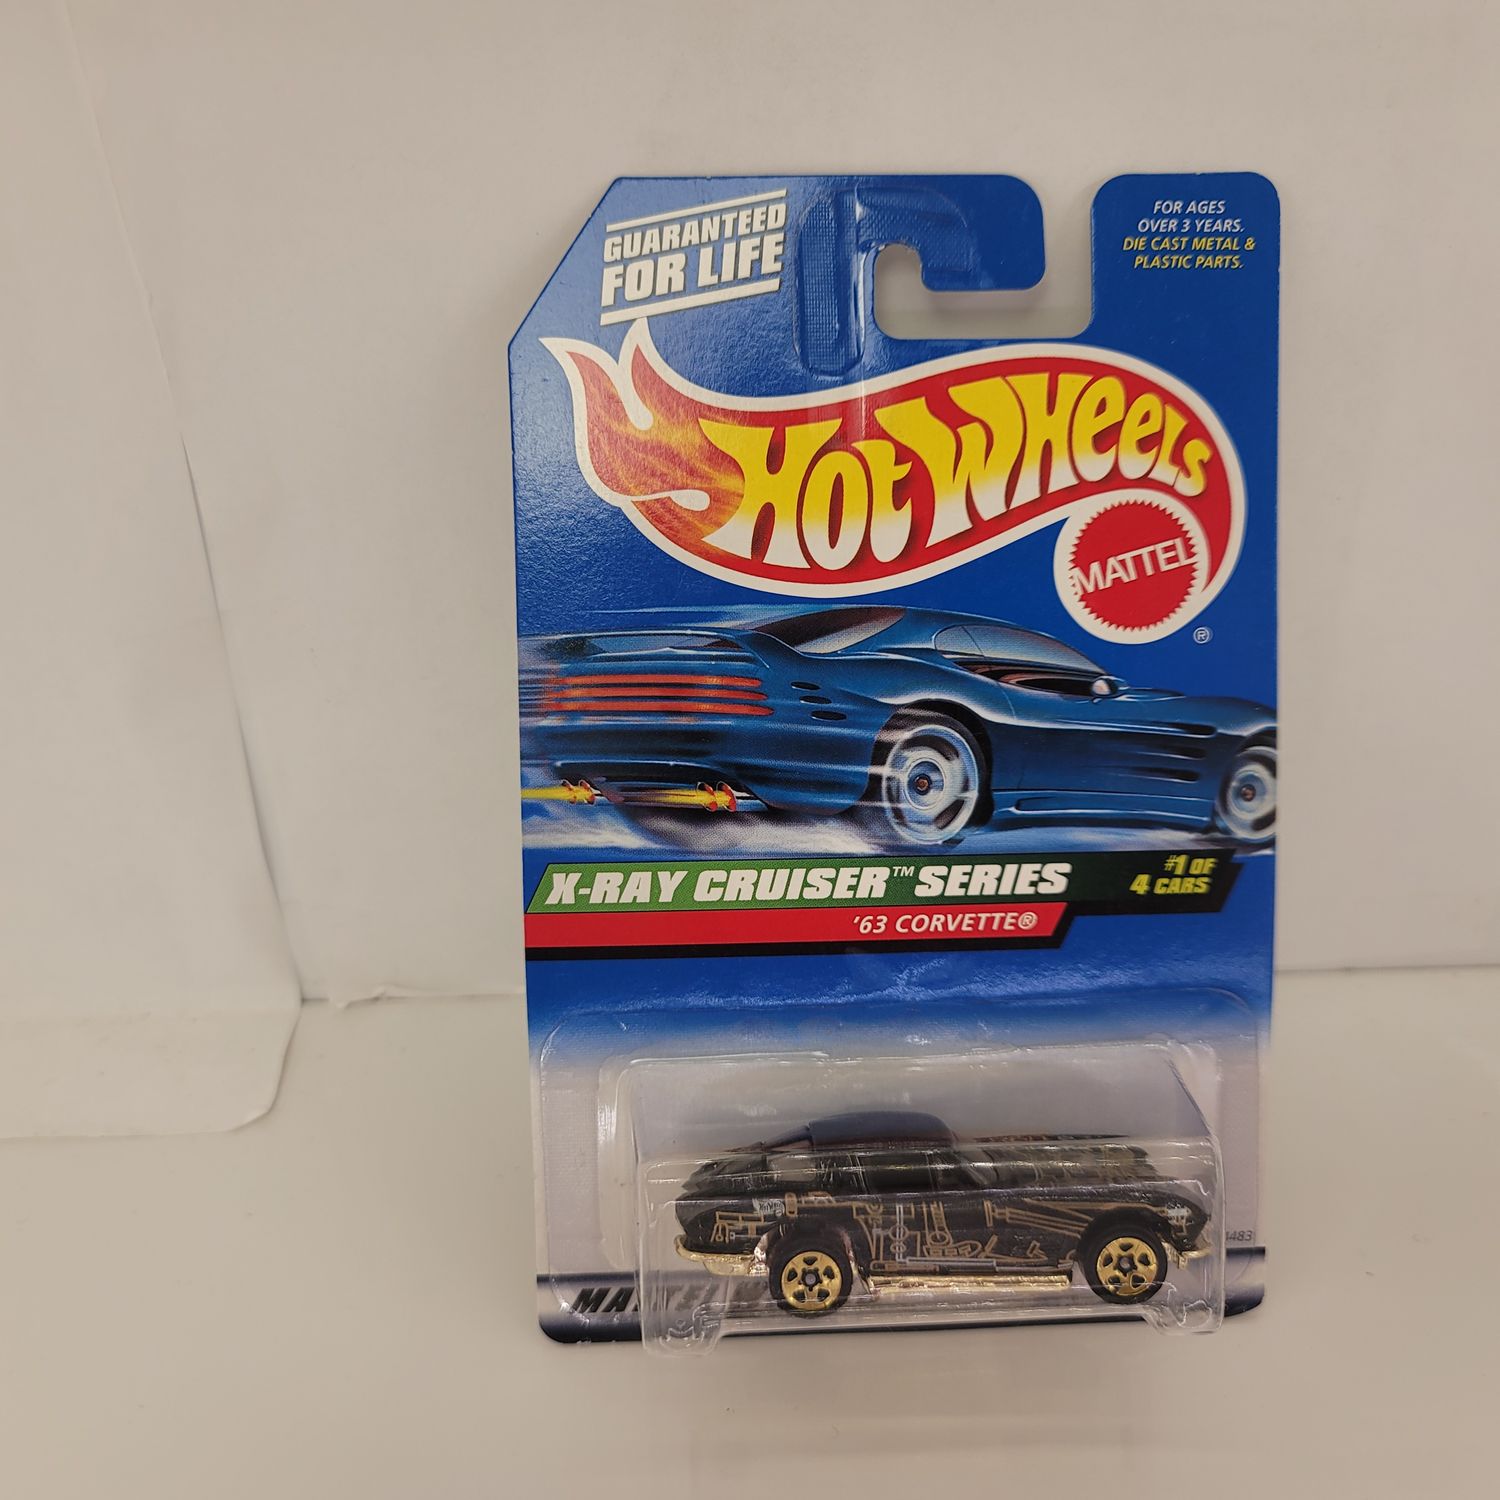 GUARANTEED
FOR LIFE
FOR AGES
OVER 3 YEARS.
DIE CAST METAL &
PLASTIC PARTS.
HOT WHEELS
MATTEL
®
X-RAY CRUISER™ SERIES
#1 OF
4 CARS
'63 CORVETTE®